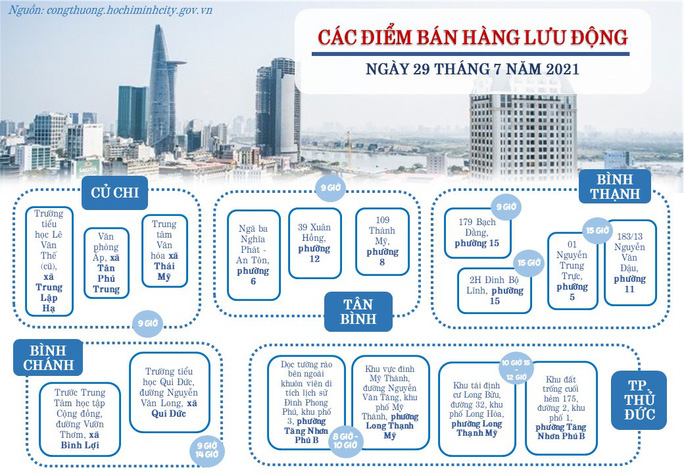 Nguồn: congthuong.hochiminhcity.gov.vn
CÁC ĐIỂM BÁN HÀNG LƯU ĐỘNG
NGÀY 29 THÁNG 7 NĂM 2021
CỦ CHI
Trường
tiểu
học Lê
Văn
Thế
(cũ),
xã
Trung
Lập
Hạ
Văn
phòng
Ấp, xã
Tân
Phú
Trung
Trung
tâm
Văn
hóa xã
Thái
Mỹ
9 GIỜ
9 GIỜ
Ngã ba
Nghĩa
Phát -
An Tôn,
phường
6
39 Xuân
Hồng,
phường
12
109
Thành
Mỹ,
phường
8
TÂN
BÌNH
BÌNH
THẠNH
9 GIỜ
179 Bạch
Đằng,
phường 15
15 GIỜ
2H Đinh Bộ
Lĩnh, phường
15
01
Nguyễn
Trung
Trực,
phường
5
15 GIỜ
183/13
Nguyễn
Văn
Đậu,
phường
11
BÌNH
CHÁNH
Trước Trung
Tâm học tập
Cộng đồng,
đường Vườn
Thơm, xã
Bình Lợi
Trường tiểu
học Qui Đức,
đường Nguyễn
Văn Long, xã
Qui Đức
9 GIỜ
14 GIỜ
Dọc tường rào
bên ngoài
khuôn viên di
tích lịch sử
Đình Phong
Phú, khu phố
3, phường
Tăng Nhơn
Phú B
8 GIỜ
- 10 GIỜ
Khu vực đình
Mỹ Thành,
đường Nguyễn
Văn Tăng, khu
phố Mỹ
Thành, phường
Long Thạnh
Mỹ
Khu tái định
cư Long Bửu,
đường 32, khu
phố Long Hòa,
phường Long
Thạnh Mỹ
10 GIỜ 15
-
12 GIỜ
Khu đất
trống cuối
hẻm 175,
đường 2, khu
phố 1,
phường Tăng
Nhơn Phú B
TP.
THỦ
ĐỨC